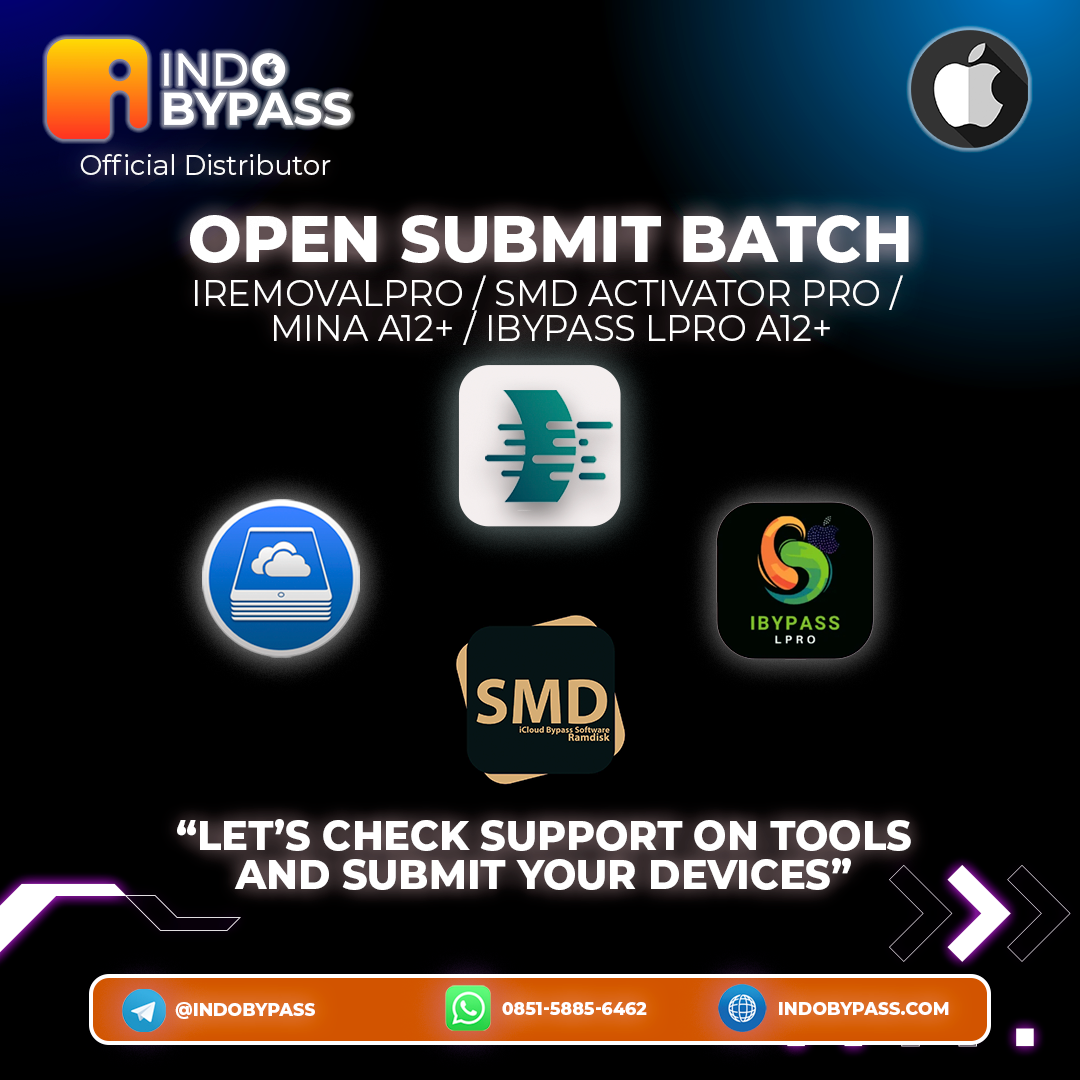 INDO
BYPASS
Official Distributor
OPEN SUBMIT BATCH
IREMOVALPRO / SMD ACTIVATOR PRO /
MINA A12+ / IBYPASS LPRO A12+
IBYPASS
LPRO
SMD
iCloud Bypass Software
Ramdisk
“LET’S CHECK SUPPORT ON TOOLS
AND SUBMIT YOUR DEVICES”
@INDOBYPASS
0851-5885-6462
INDOBYPASS.COM